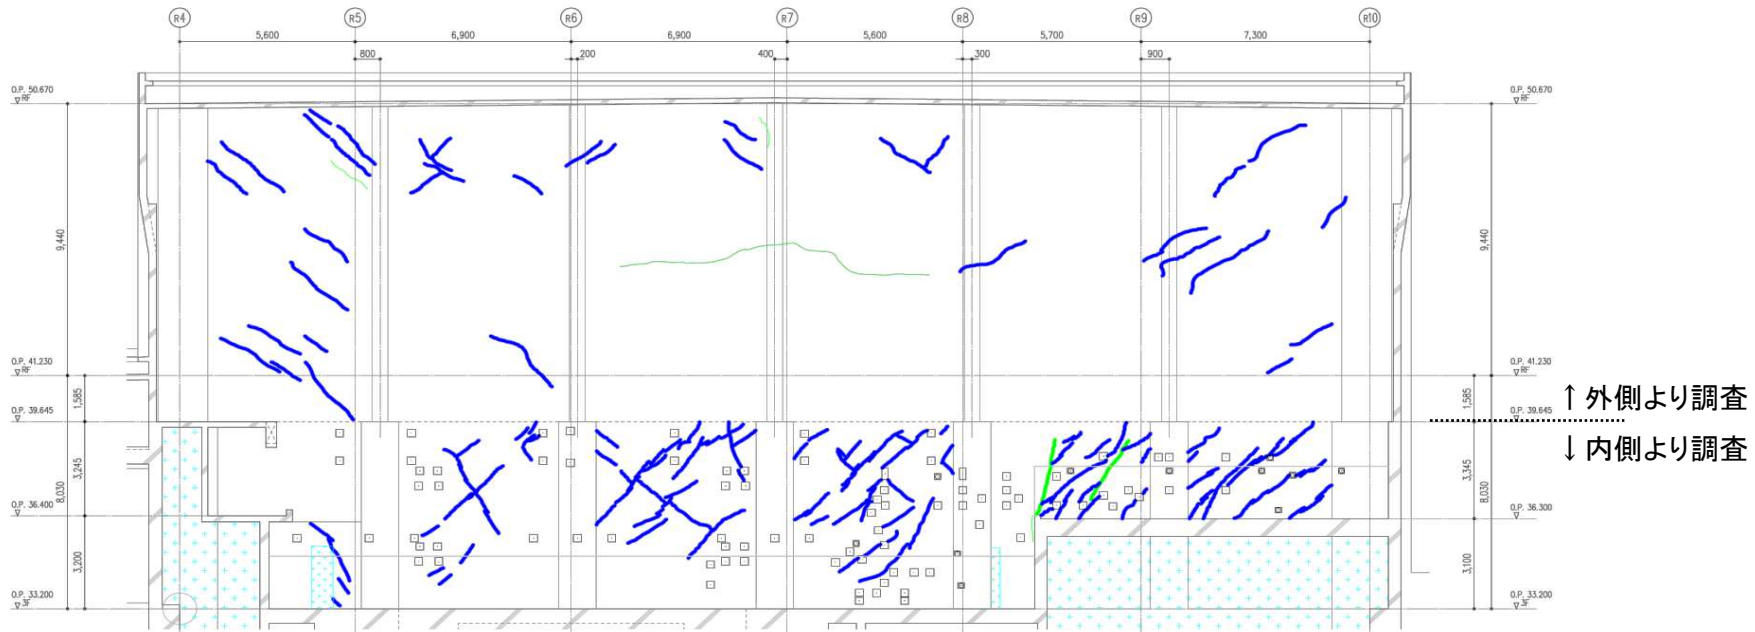 R4 R5 R6 R7 R8 R9 R10
5,600 6,900 6,900 5,600 5,700 7,300
800 200 400 300 900
O.P. 50.670
▽RF
O.P. 50.670
▽RF
9,440
9,440
O.P. 41.230
▽RF
O.P. 41.230
▽RF
1,585
1,585
↑外側より調査
O.P. 39.645
▽
O.P. 39.645
▽
↓内側より調査
3,245
8,030
3,345
8,030
O.P. 36.400
▽
O.P. 36.300
▽
3,200
3,100
O.P. 33.200
▽3F
O.P. 33.200
▽3F